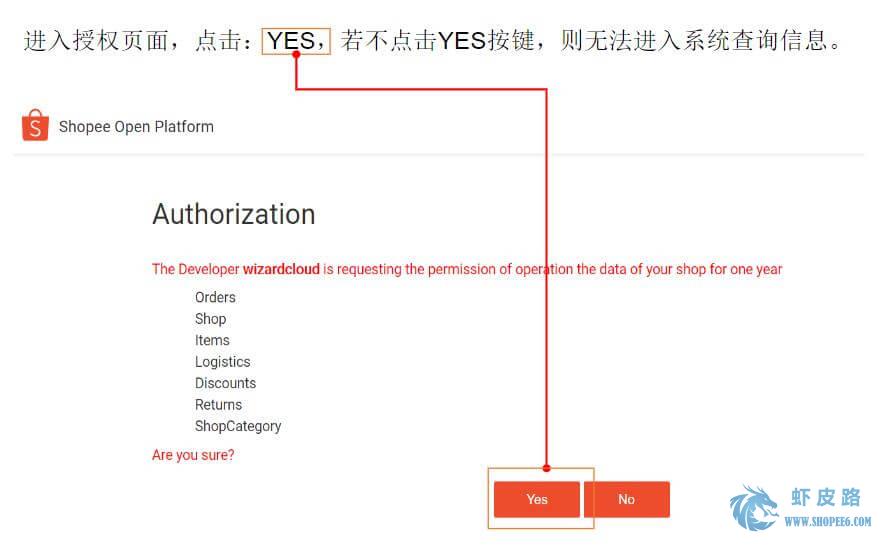 进入授权页面，点击：YES，若不点击YES按键，则无法进入系统查询信息。
Shopee Open Platform
Authorization
The Developer wizardcloud is requesting the permission of operation the data of your shop for one year
Orders
Shop
Items
Logistics
Discounts
Returns
ShopCategory
Are you sure?
Yes No
虾皮路
WWW.SHOPEE6.COM